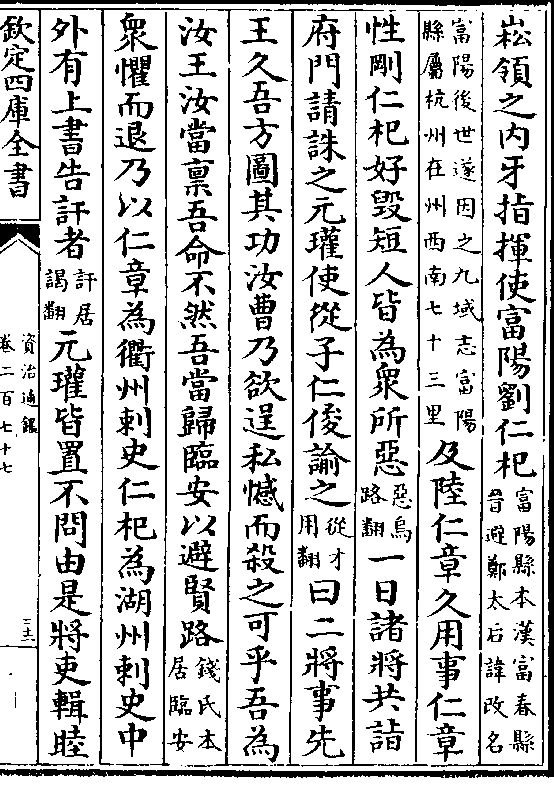 崧領之内牙指揮使富陽劉仁杞富陽縣本漢富春縣晉避鄭太后諱改名
富陽後世遂因之九域志富陽縣屬杭州在州西南七十三里及陸仁章久用事仁章
性剛仁杞好毁短人皆為衆所惡惡烏路翻一日諸將共詣
府門請誅之元瓘使從子仁俊諭之從才用翻曰二將事先
王久吾方圖其功汝曹乃欲逞私憾而殺之可乎吾為
汝王汝當禀吾命不然吾當歸臨安以避賢路錢氏本居臨安
衆懼而退乃以仁章為衢州刺史仁杞為湖州刺史中
外有上書告訐者訐居謁翻元瓘皆置不問由是將吏輯睦
欽定四庫全書
資治通鑑
卷二百七十七